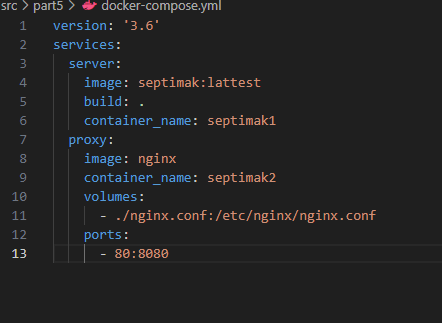 src > part5 > docker-compose.yml
1 version: '3.6'
2 services:
3   server:
4     image: septimak:lattest
5     build: .
6     container_name: septimak1
7   proxy:
8     image: nginx
9     container_name: septimak2
10     volumes:
11       - ./nginx.conf:/etc/nginx/nginx.conf
12     ports:
13       - 80:8080